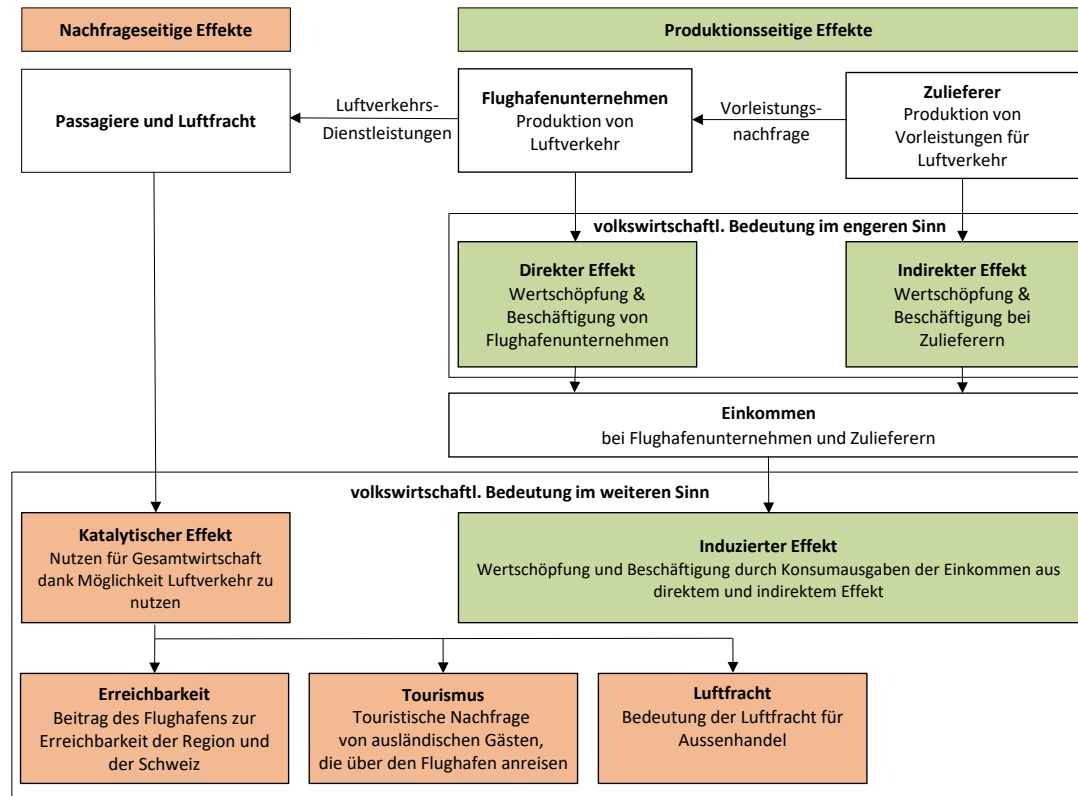 Nachfrageseitige Effekte
Produktionsseitige Effekte
Passagiere und Luftfracht
Luftverkehrs-
Dienstleistungen
Flughafenunternehmen
Produktion von
Luftverkehr
Vorleistungs-
nachfrage
Zulieferer
Produktion von
Vorleistungen für
Luftverkehr
volkswirtschaftl. Bedeutung im engeren Sinn
Direkter Effekt
Wertschöpfung &
Beschäftigung von
Flughafenunternehmen
Indirekter Effekt
Wertschöpfung &
Beschäftigung bei
Zulieferern
Einkommen
bei Flughafenunternehmen und Zulieferern
volkswirtschaftl. Bedeutung im weiteren Sinn
Katalytischer Effekt
Nutzen für Gesamtwirtschaft
dank Möglichkeit Luftverkehr zu
nutzen
Induzierter Effekt
Wertschöpfung und Beschäftigung durch Konsumausgaben der Einkommen aus
direktem und indirektem Effekt
Erreichbarkeit
Beitrag des Flughafens zur
Erreichbarkeit der Region und
der Schweiz
Tourismus
Touristische Nachfrage
von ausländischen Gästen,
die über den Flughafen anreisen
Luftfracht
Bedeutung der Luftfracht für
Aussenhandel